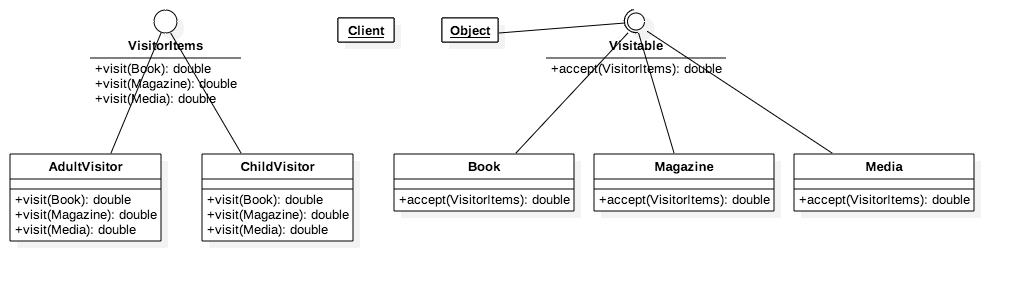 VisitorItems
+visit(Book): double
+visit(Magazine): double
+visit(Media): double
Client
Object
Visitable
+accept(VisitorItems): double
AdultVisitor
+visit(Book): double
+visit(Magazine): double
+visit(Media): double
ChildVisitor
+visit(Book): double
+visit(Magazine): double
+visit(Media): double
Book
+accept(VisitorItems): double
Magazine
+accept(VisitorItems): double
Media
+accept(VisitorItems): double